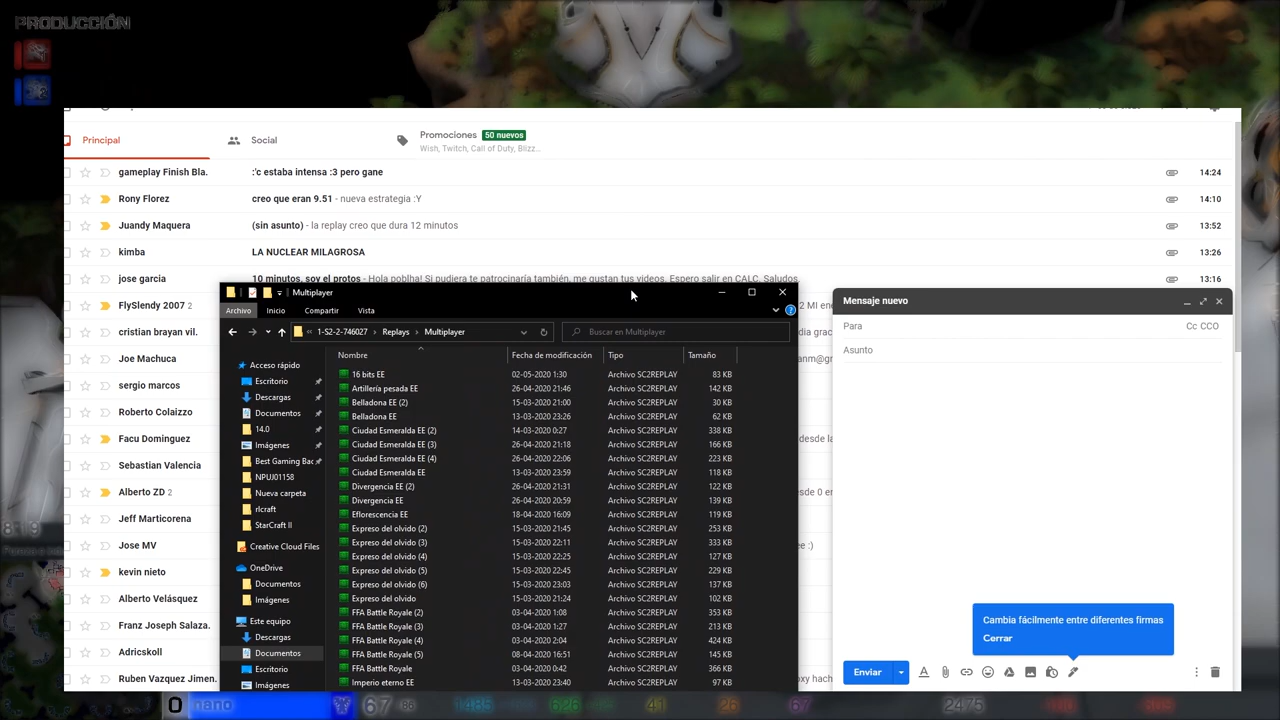 PRODUCCIÓN
Principal
Social
Promociones 50 nuevos
Wish, Twitch, Call of Duty, Blizz...
gameplay Finish Bla. :'c estaba intensa :3 pero gane 14:24
Rony Florez creo que eran 9.51 - nueva estrategia :Y 14:10
Juandy Maquera (sin asunto) - la replay creo que dura 12 minutos 13:52
kimba LA NUCLEAR MILAGROSA 13:26
jose garcia 10 minutos, soy el protos - Hola poblha! Si pudiera te patrocinaría también, me gustan tus videos. Espero salir en CALC. Saludos 13:16
FlySlendy 2007 2
cristian brayan vil.
Joe Machuca
sergio marcos
Roberto Colaizzo
Facu Dominguez
Sebastian Valencia
Alberto ZD 2
Jeff Marticorena
Jose MV
kevin nieto
Alberto Velásquez
Franz Joseph Salaza.
Adricskoll
Ruben Vazquez Jimen.
Multiplayer
Archivo Inicio Compartir Vista
« 1-S2-2-746027 › Replays › Multiplayer
Buscar en Multiplayer
Nombre Fecha de modificación Tipo Tamaño
Acceso rápido
Escritorio
Descargas
Documentos
14.0
Imágenes
Best Gaming Bac
NPUJ01158
Nueva carpeta
rlcraft
StarCraft II
Creative Cloud Files
OneDrive
Documentos
Imágenes
Este equipo
Descargas
Documentos
Escritorio
Imágenes
16 bits EE 02-05-2020 1:30 Archivo SC2REPLAY 83 KB
Artillería pesada EE 26-04-2020 21:46 Archivo SC2REPLAY 142 KB
Belladona EE (2) 15-03-2020 21:00 Archivo SC2REPLAY 30 KB
Belladona EE 13-03-2020 23:26 Archivo SC2REPLAY 62 KB
Ciudad Esmeralda EE (2) 14-03-2020 0:27 Archivo SC2REPLAY 338 KB
Ciudad Esmeralda EE (3) 26-04-2020 21:18 Archivo SC2REPLAY 166 KB
Ciudad Esmeralda EE (4) 26-04-2020 22:06 Archivo SC2REPLAY 223 KB
Ciudad Esmeralda EE 13-03-2020 23:59 Archivo SC2REPLAY 118 KB
Divergencia EE (2) 26-04-2020 21:31 Archivo SC2REPLAY 122 KB
Divergencia EE 26-04-2020 20:59 Archivo SC2REPLAY 139 KB
Eflorescencia EE 18-04-2020 16:09 Archivo SC2REPLAY 119 KB
Expreso del olvido (2) 15-03-2020 21:45 Archivo SC2REPLAY 253 KB
Expreso del olvido (3) 15-03-2020 22:11 Archivo SC2REPLAY 333 KB
Expreso del olvido (4) 15-03-2020 22:25 Archivo SC2REPLAY 127 KB
Expreso del olvido (5) 15-03-2020 22:45 Archivo SC2REPLAY 229 KB
Expreso del olvido (6) 15-03-2020 23:03 Archivo SC2REPLAY 137 KB
Expreso del olvido 15-03-2020 21:24 Archivo SC2REPLAY 102 KB
FFA Battle Royale (2) 03-04-2020 1:08 Archivo SC2REPLAY 353 KB
FFA Battle Royale (3) 03-04-2020 1:27 Archivo SC2REPLAY 213 KB
FFA Battle Royale (4) 03-04-2020 2:04 Archivo SC2REPLAY 424 KB
FFA Battle Royale (5) 08-04-2020 16:51 Archivo SC2REPLAY 145 KB
FFA Battle Royale 03-04-2020 0:42 Archivo SC2REPLAY 366 KB
Imperio eterno EE 13-03-2020 23:40 Archivo SC2REPLAY 97 KB
Mensaje nuevo
Para Cc CCO
Asunto
Cambia fácilmente entre diferentes firmas
Cerrar
Enviar
8:19
0 nano 67 88 1485 626 41 26 67 2475